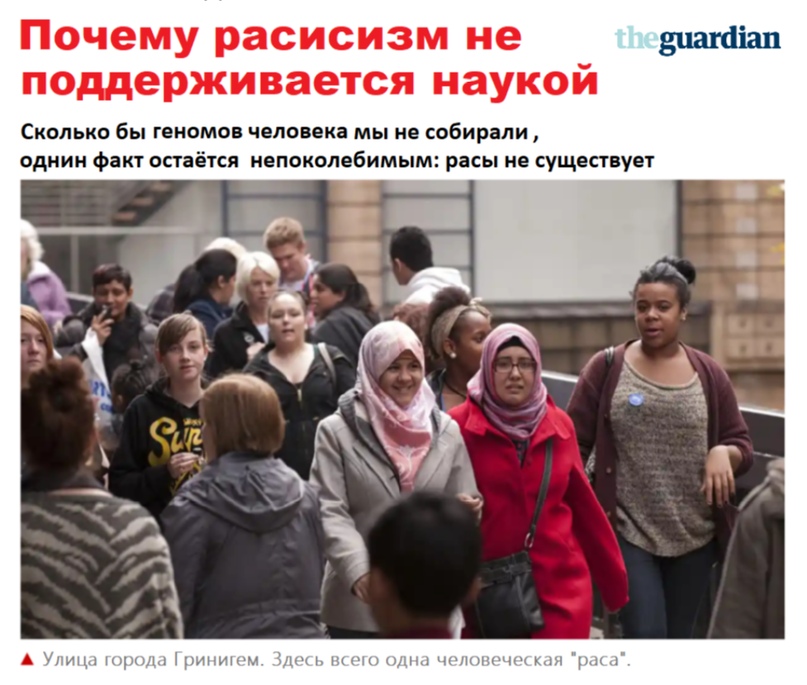 Почему расисизм не
theguardian
поддерживается наукой
Сколько бы геномов человека мы не собирали ,
однин факт остаётся непоколебимым: расы не существует
Улица города Гринигем. Здесь всего одна человеческая "раса".